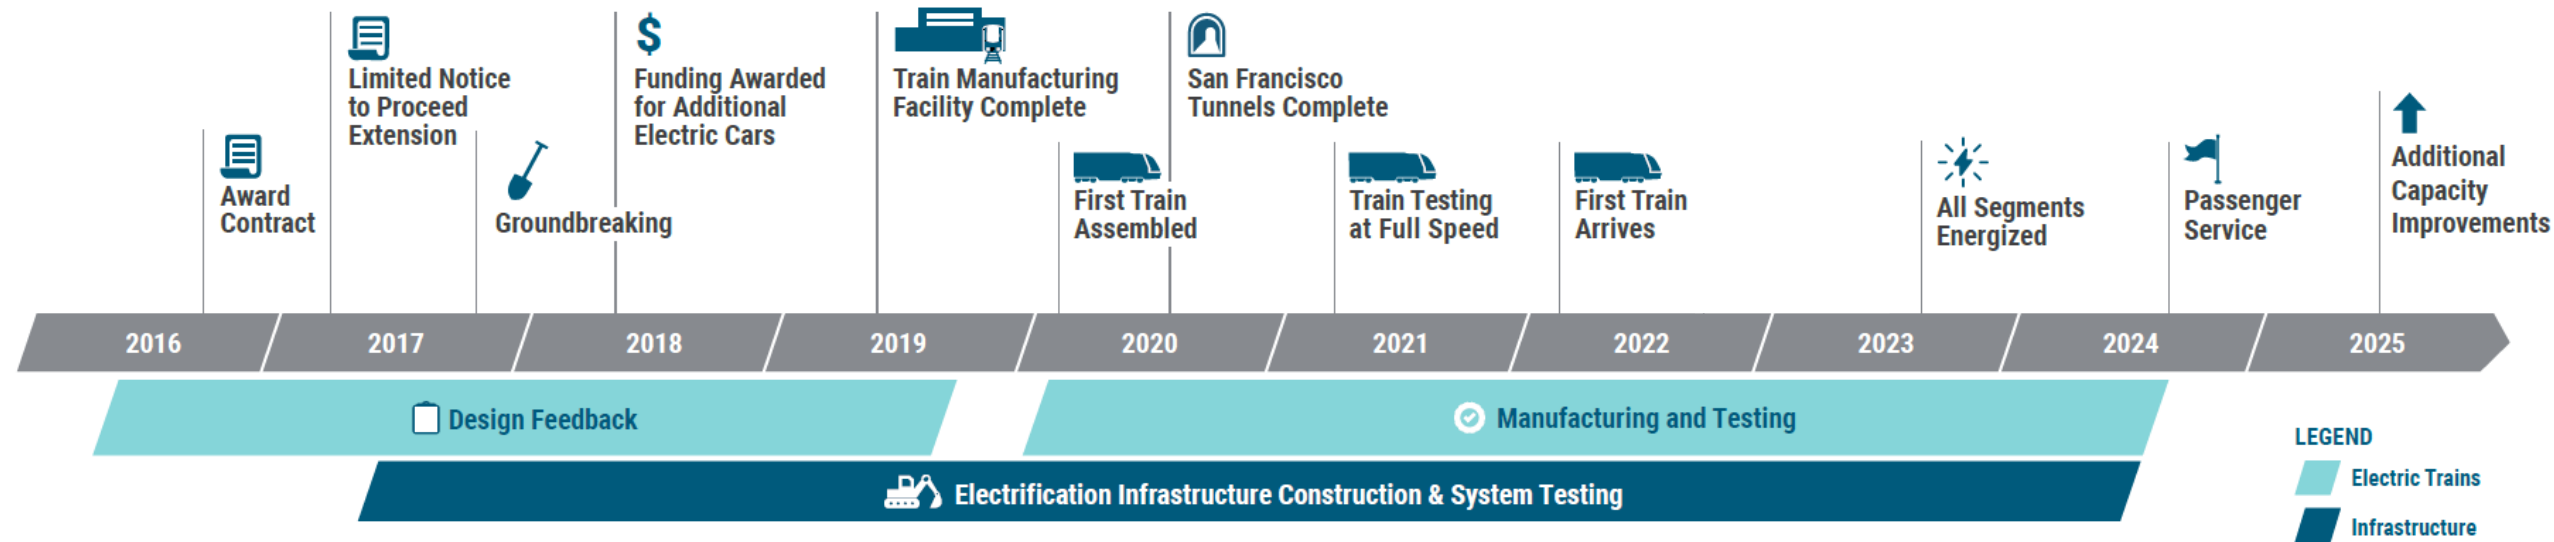 Limited Notice
to Proceed
Extension
$
Funding Awarded
for Additional
Electric Cars
Train Manufacturing
Facility Complete
San Francisco
Tunnels Complete
Award
Contract
Groundbreaking
First Train
Assembled
Train Testing
at Full Speed
First Train
Arrives
All Segments
Energized
Passenger
Service
Additional
Capacity
Improvements
2016
2017
2018
2019
2020
2021
2022
2023
2024
2025
Design Feedback
Manufacturing and Testing
Electrification Infrastructure Construction & System Testing
LEGEND
Electric Trains
Infrastructure